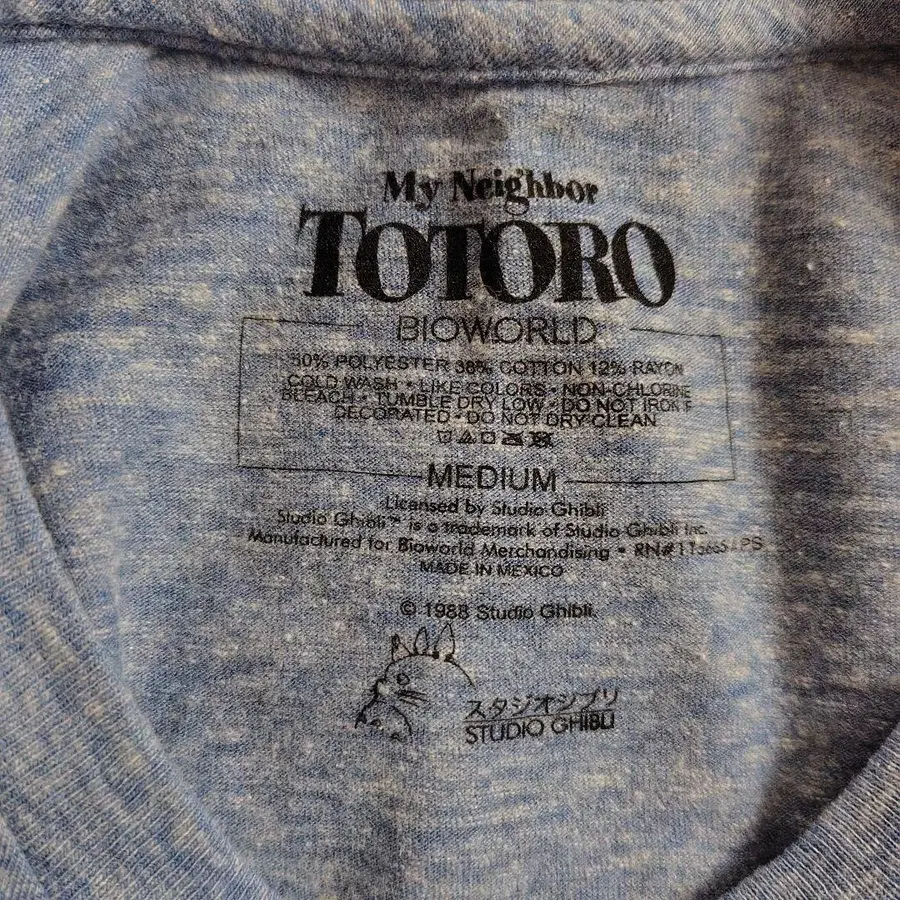 My Neighbor
TOTORO
BIOWORLD
50% POLYESTER 38% COTTON 12% RAYON
COLD WASH • LIKE COLORS • NON-CHLORINE
BLEACH • TUMBLE DRY LOW • DO NOT IRON F
DECORATED • DO NOT DRY CLEAN
MEDIUM
Licensed by Studio Ghibli
Studio Ghibli™ is a trademark of Studio Ghibli Inc.
Manufactured for Bioworld Merchandising •
MADE IN MEXICO
© 1988 Studio Ghibli.
スタジオジブリ
STUDIO GHIBLI